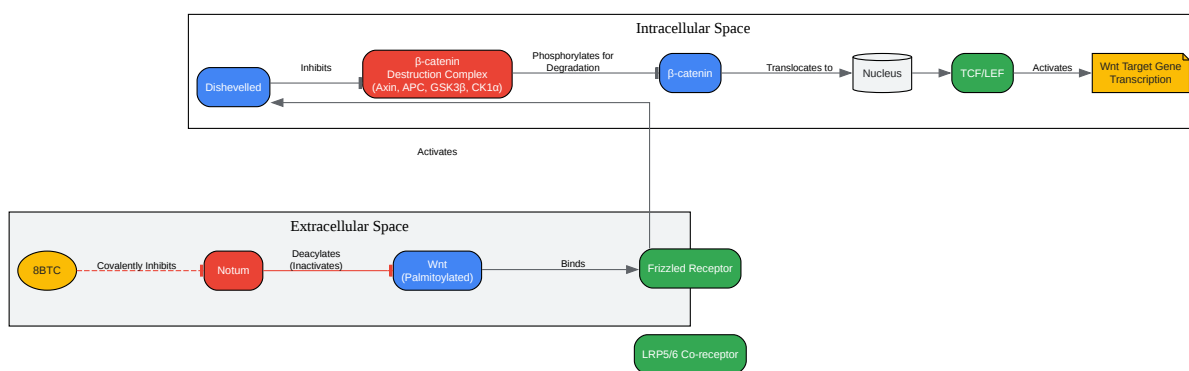 Intracellular Space
Dishevelled
Inhibits
β-catenin
Destruction Complex
(Axin, APC, GSK3β, CK1α)
Phosphorylates for
Degradation
β-catenin
Translocates to
Nucleus
TCF/LEF
Activates
Wnt Target Gene
Transcription
Activates
Extracellular Space
8BTC
Covalently Inhibits
Notum
Deacylates
(Inactivates)
Wnt
(Palmitoylated)
Binds
Frizzled Receptor
LRP5/6 Co-receptor